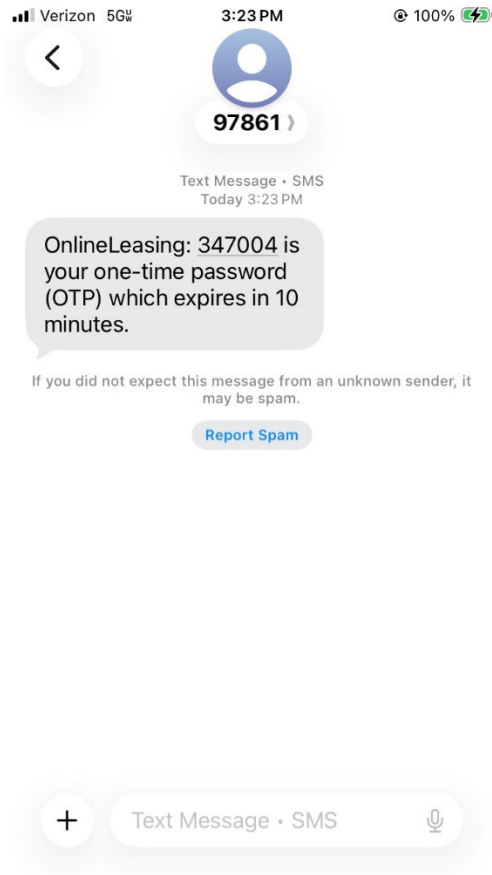 Verizon 5GUW 3:23 PM 100%
97861
Text Message • SMS
Today 3:23 PM
OnlineLeasing: 347004 is
your one-time password
(OTP) which expires in 10
minutes.
If you did not expect this message from an unknown sender, it
may be spam.
Report Spam
Text Message • SMS